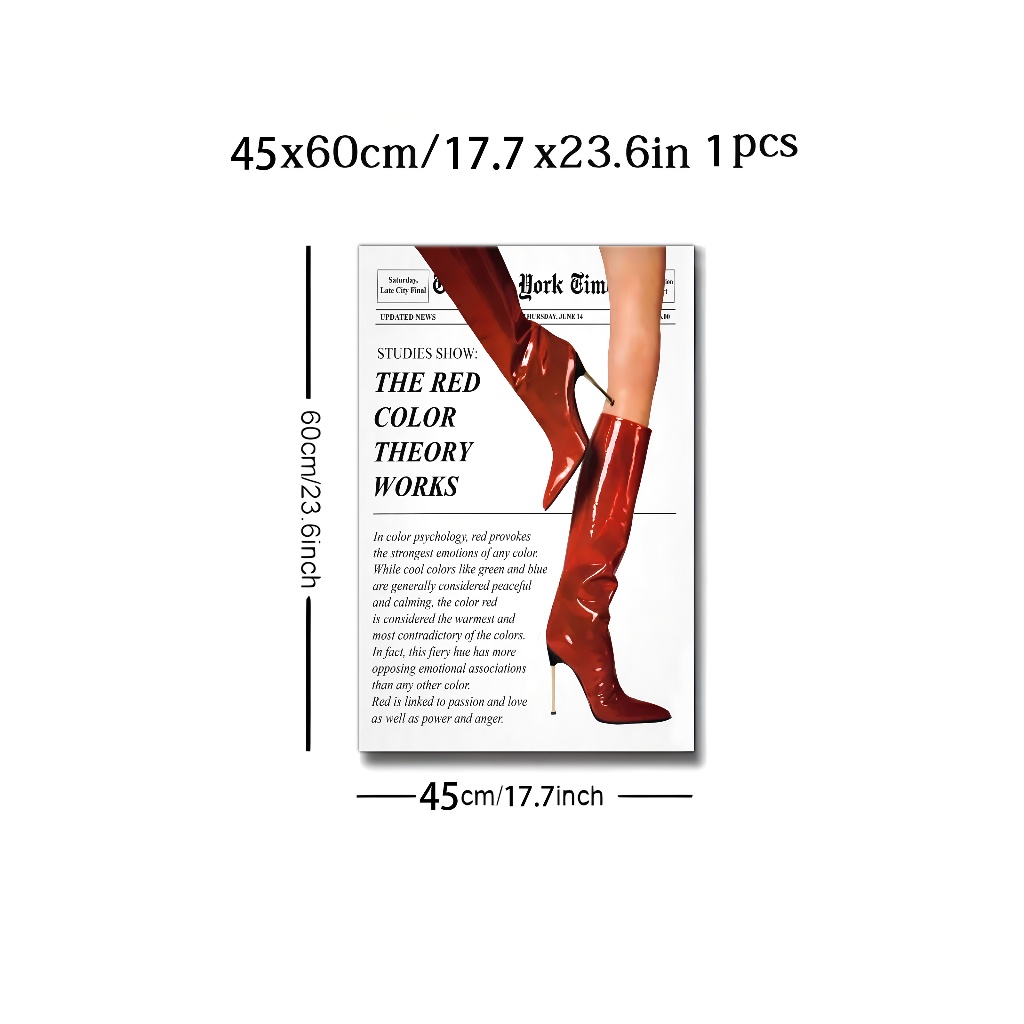 45x60cm/17.7 x23.6in 1pcs
Saturday,
Late City Final
York Tim
UPDATED NEWS
HURSDAY, JUNE 14
.00
STUDIES SHOW:
THE RED
COLOR
THEORY
WORKS
In color psychology, red provokes
the strongest emotions of any color.
While cool colors like green and blue
are generally considered peaceful
and calming, the color red
is considered the warmest and
most contradictory of the colors.
In fact, this fiery hue has more
opposing emotional associations
than any other color.
Red is linked to passion and love
as well as power and anger.
60cm/23.6inch
45cm/17.7inch